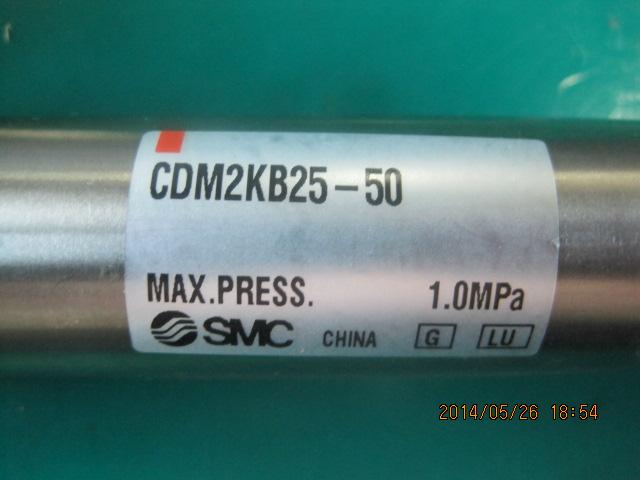 CDM2KB25-50
MAX.PRESS. 1.0MPa
SMC CHINA G LU
2014/05/26 18:54